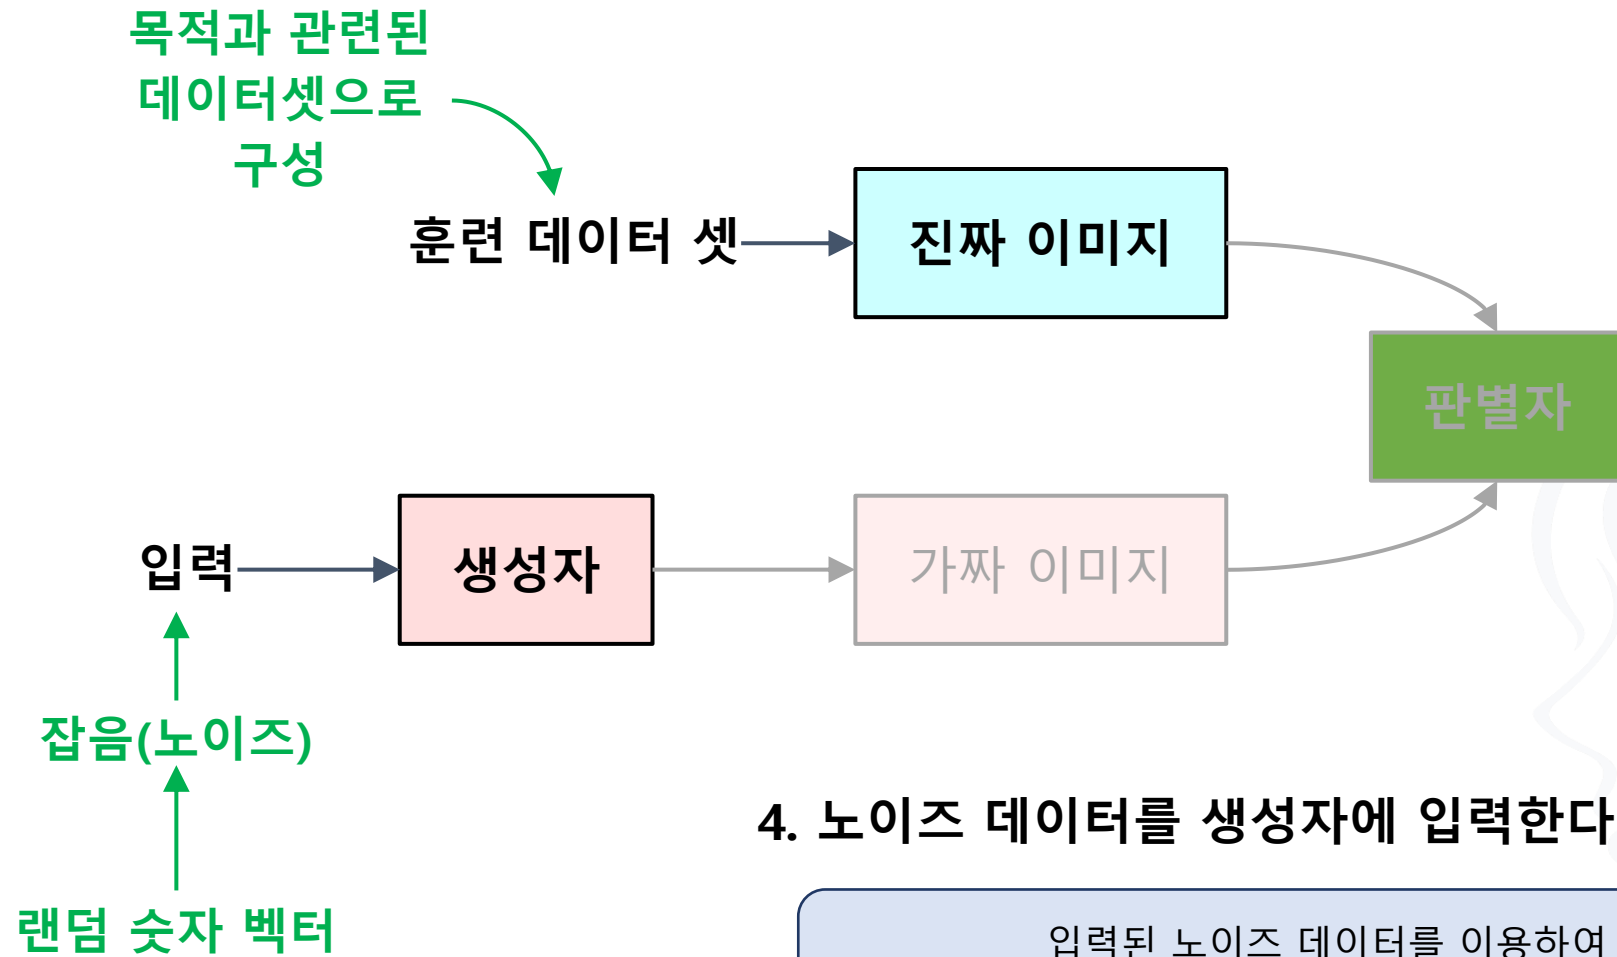 목적과 관련된
데이터셋으로
구성
훈련 데이터 셋
진짜 이미지
판별자
입력
생성자
가짜 이미지
잡음(노이즈)
4. 노이즈 데이터를 생성자에 입력한다
랜덤 숫자 벡터
입력된 노이즈 데이터를 이용하여